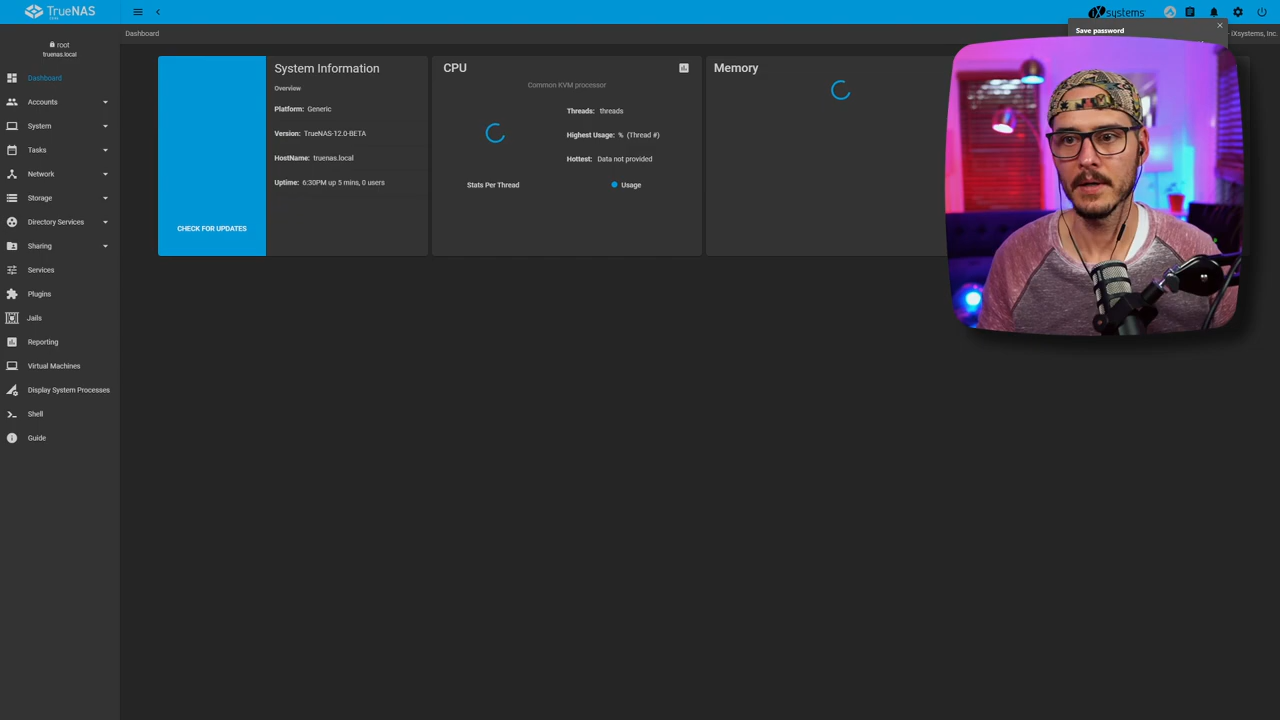 TrueNAS
CORE
iXsystems
Save password
root
truenas.local
Dashboard
- iXsystems, Inc.
Dashboard
Accounts
System
Tasks
Network
Storage
Directory Services
Sharing
Services
Plugins
Jails
Reporting
Virtual Machines
Display System Processes
Shell
Guide
CHECK FOR UPDATES
System Information
Overview
Platform: Generic
Version: TrueNAS-12.0-BETA
HostName: truenas.local
Uptime: 6:30PM up 5 mins, 0 users
CPU
Common KVM processor
Threads: threads
Highest Usage: % (Thread #)
Hottest: Data not provided
Stats Per Thread
Usage
Memory